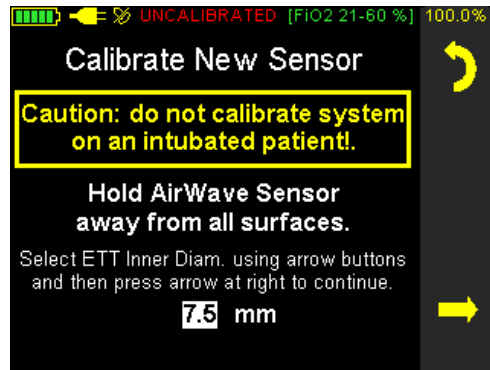 UNCALIBRATED [FiO2 21-60 %] 100.0%
Calibrate New Sensor
Caution: do not calibrate system
on an intubated patient!.
Hold AirWave Sensor
away from all surfaces.
Select ETT Inner Diam. using arrow buttons
and then press arrow at right to continue.
7.5 mm